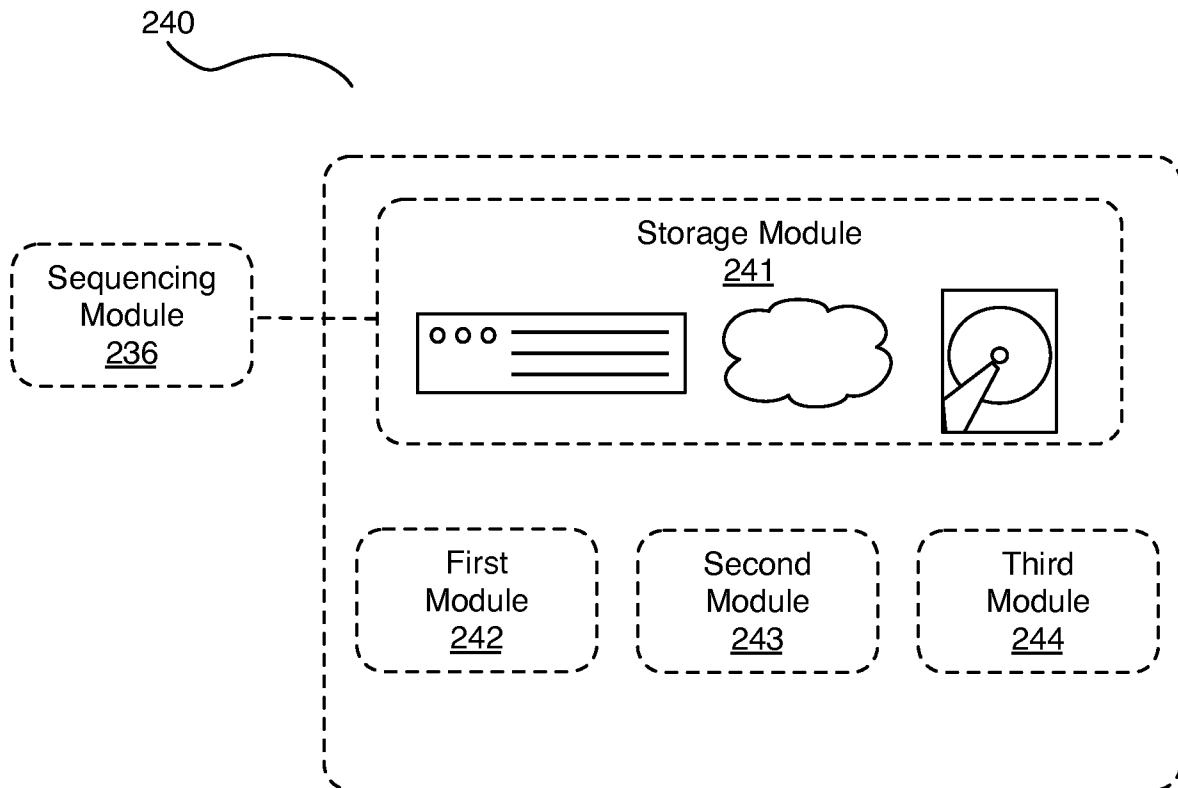 240
Storage Module
241
Sequencing
Module
236
First
Module
242
Second
Module
243
Third
Module
244